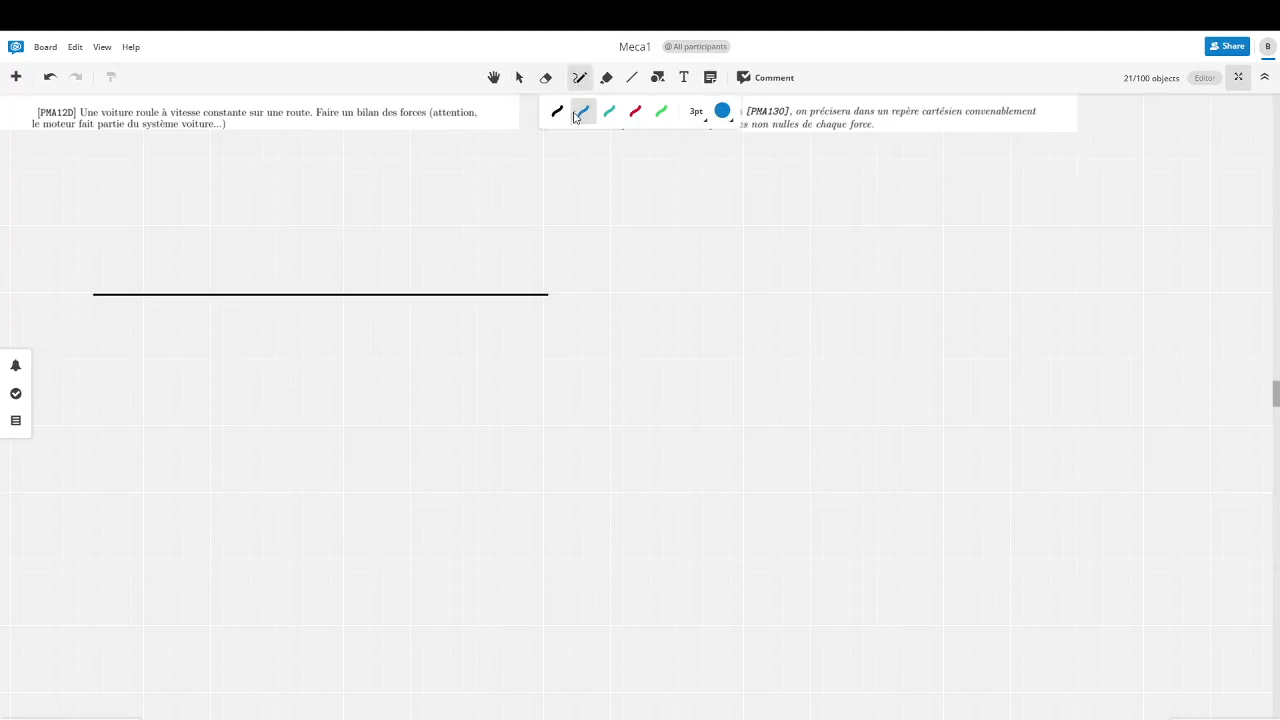 Board Edit View Help Meca1 @ All participants Share B
T Comment 21/100 objects Editor
[PMA12D] Une voiture roule à vitesse constante sur une route. Faire un bilan des forces (attention,
le moteur fait partie du système voiture...)
3pt
[PMA130], on précisera dans un repère cartésien convenablement
non nulles de chaque force.